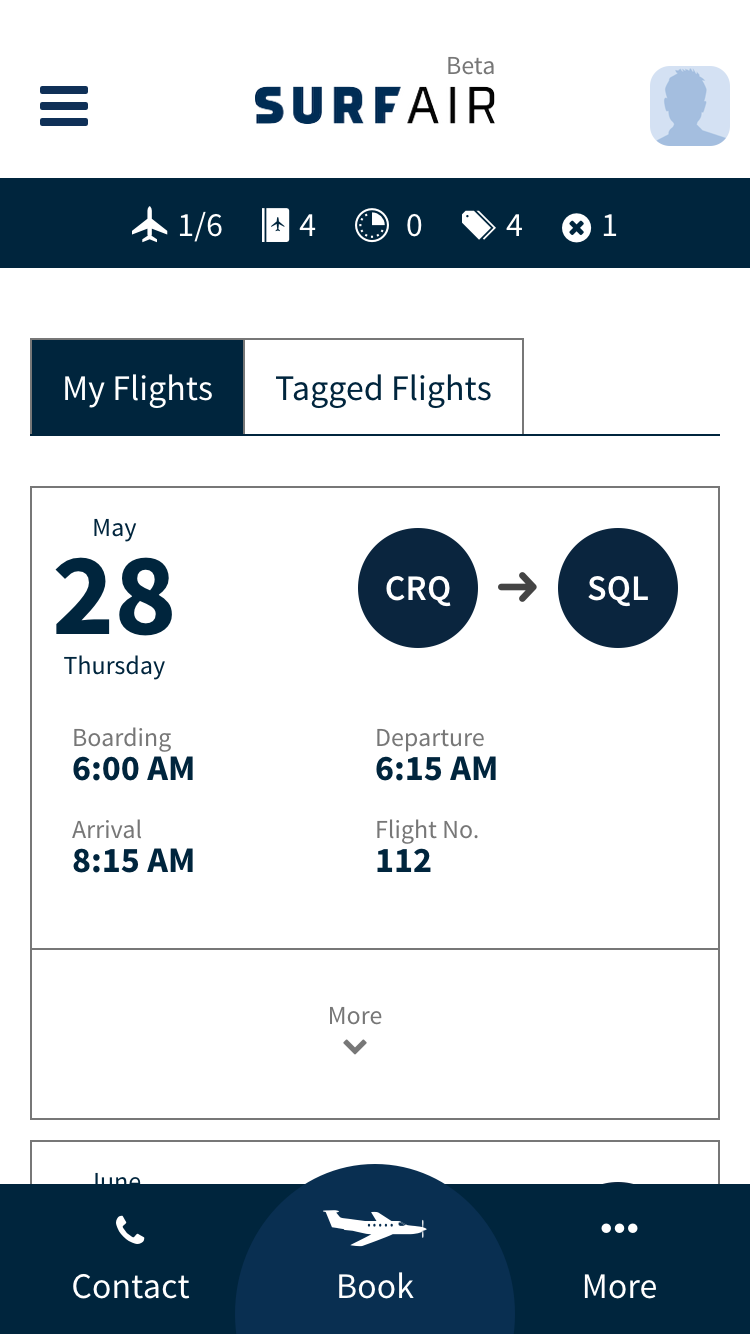 Beta
SURFAIR
1/6 4 0 4 1
My Flights Tagged Flights
May
28
Thursday
CRQ SQL
Boarding Departure
6:00 AM 6:15 AM
Arrival Flight No.
8:15 AM 112
More
June
Contact Book More